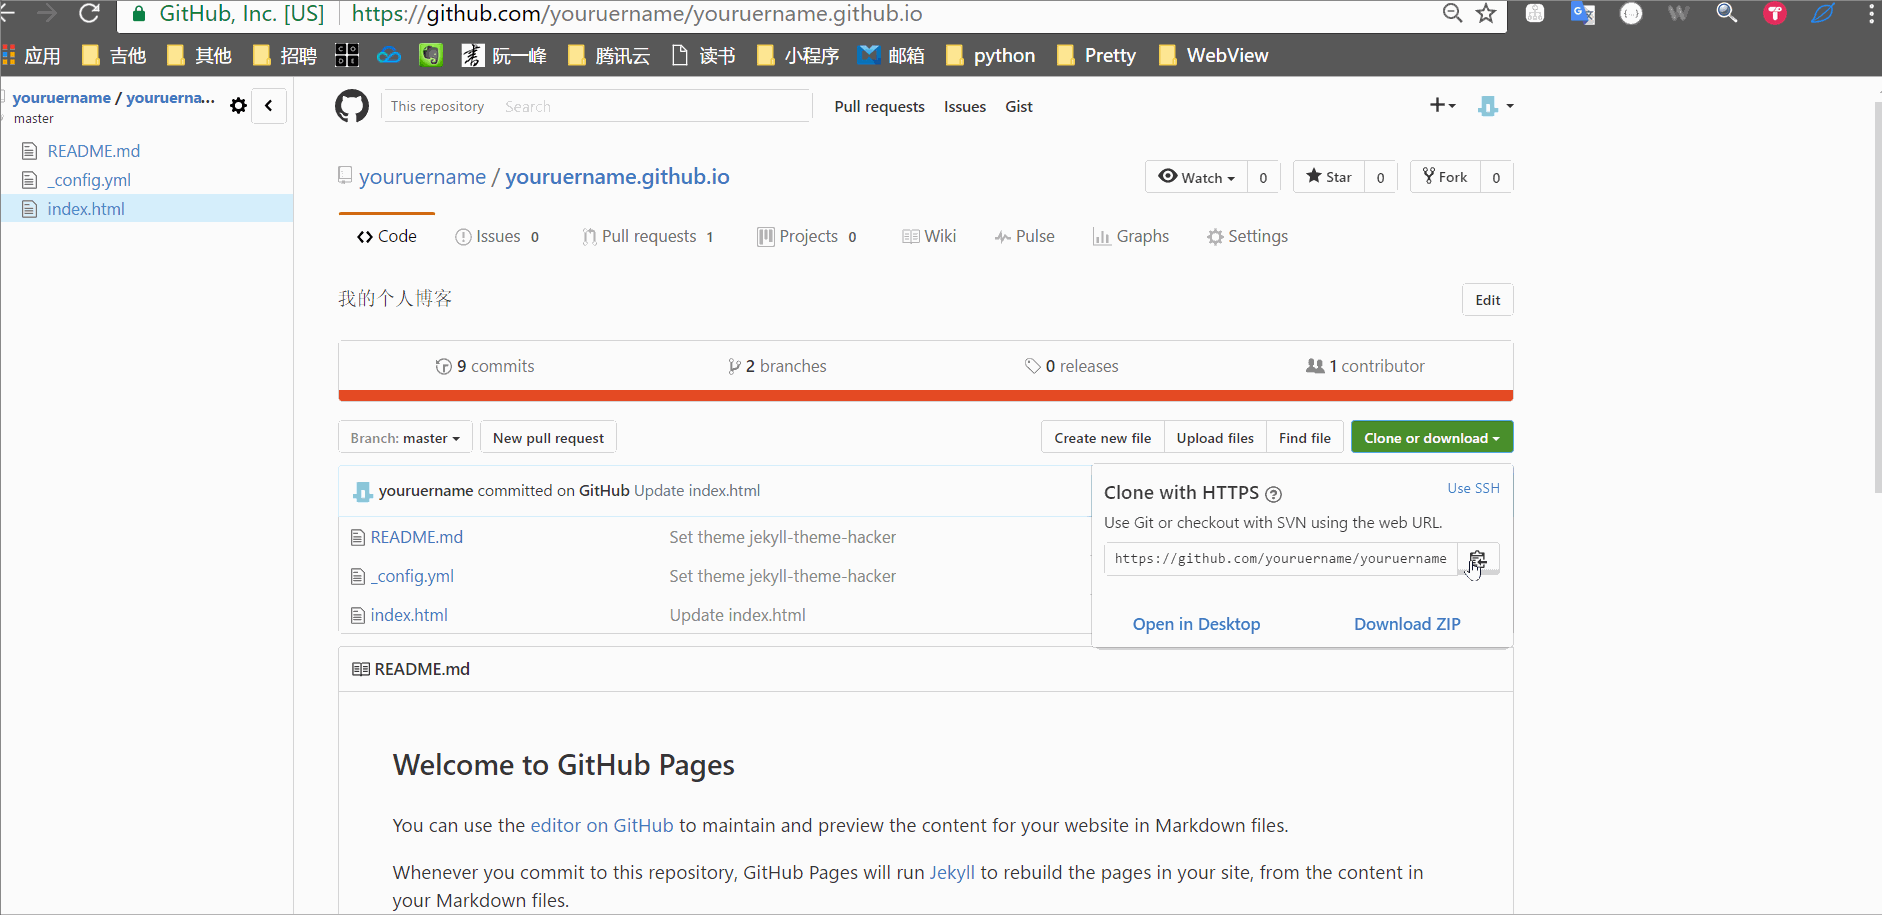 GitHub, Inc. [US] https://github.com/youruername/youruername.github.io
应用 吉他 其他 招聘 CODE 阮一峰 腾讯云 读书 小程序 邮箱 python Pretty WebView
youruername / youruerna...
master
README.md
_config.yml
index.html
This repository Search Pull requests Issues Gist
youruername / youruername.github.io
Watch 0 Star 0 Fork 0
Code Issues 0 Pull requests 1 Projects 0 Wiki Pulse Graphs Settings
我的个人博客 Edit
9 commits 2 branches 0 releases 1 contributor
Branch: master New pull request Create new file Upload files Find file Clone or download
youruername committed on GitHub Update index.html
README.md Set theme jekyll-theme-hacker
_config.yml Set theme jekyll-theme-hacker
index.html Update index.html
Clone with HTTPS Use SSH
Use Git or checkout with SVN using the web URL.
https://github.com/youruername/youruername
Open in Desktop Download ZIP
README.md
Welcome to GitHub Pages
You can use the editor on GitHub to maintain and preview the content for your website in Markdown files.
Whenever you commit to this repository, GitHub Pages will run Jekyll to rebuild the pages in your site, from the content in
your Markdown files.